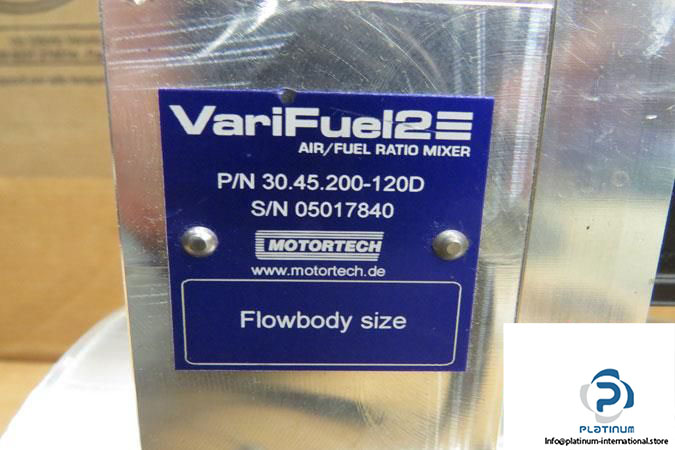 VariFuel2
AIR/FUEL RATIO MIXER
P/N 30.45.200-120D
S/N 05017840
MOTORTECH
www.motortech.de
Flowbody size
PLATINUM
Info@platinum-international.store